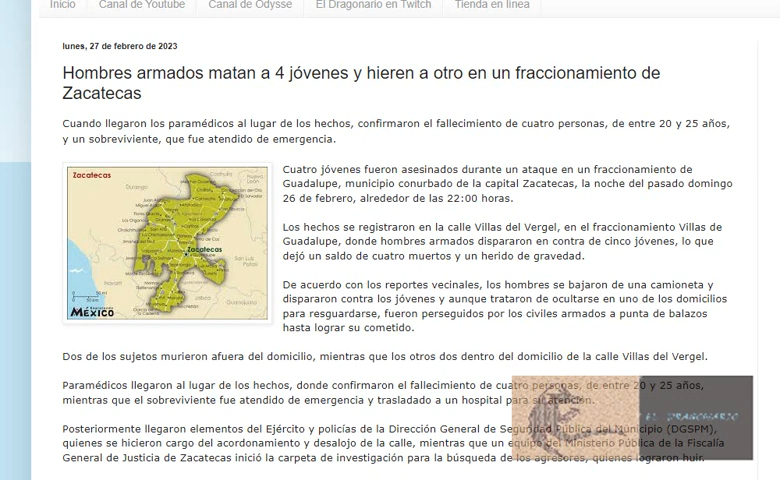 Inicio Canal de Youtube Canal de Odysse El Dragonario en Twitch Tienda en línea
lunes, 27 de febrero de 2023
Hombres armados matan a 4 jóvenes y hieren a otro en un fraccionamiento de
Zacatecas
Cuando llegaron los paramédicos al lugar de los hechos, confirmaron el fallecimiento de cuatro personas, de entre 20 y 25 años,
y un sobreviviente, que fue atendido de emergencia.
Zacatecas
Coahuila
Nuevo León
Durango
San Luis Potosí
Zacatecas
Jalisco
Guanajuato
MÉXICO
Cuatro jóvenes fueron asesinados durante un ataque en un fraccionamiento de
Guadalupe, municipio conurbado de la capital Zacatecas, la noche del pasado domingo
26 de febrero, alrededor de las 22:00 horas.
Los hechos se registraron en la calle Villas del Vergel, en el fraccionamiento Villas de
Guadalupe, donde hombres armados dispararon en contra de cinco jóvenes, lo que
dejó un saldo de cuatro muertos y un herido de gravedad.
De acuerdo con los reportes vecinales, los hombres se bajaron de una camioneta y
dispararon contra los jóvenes y aunque trataron de ocultarse en uno de los domicilios
para resguardarse, fueron perseguidos por los civiles armados a punta de balazos
hasta lograr su cometido.
Dos de los sujetos murieron afuera del domicilio, mientras que los otros dos dentro del domicilio de la calle Villas del Vergel.
Paramédicos llegaron al lugar de los hechos, donde confirmaron el fallecimiento de cuatro personas, de entre 20 y 25 años,
mientras que el sobreviviente fue atendido de emergencia y trasladado a un hospital para su atención.
EL DRAGONARIO
Posteriormente llegaron elementos del Ejército y policías de la Dirección General de Seguridad Pública del Municipio (DGSPM),
quienes se hicieron cargo del acordonamiento y desalojo de la calle, mientras que un equipo del Ministerio Pública de la Fiscalía
General de Justicia de Zacatecas inició la carpeta de investigación para la búsqueda de los agresores, quienes lograron huir.